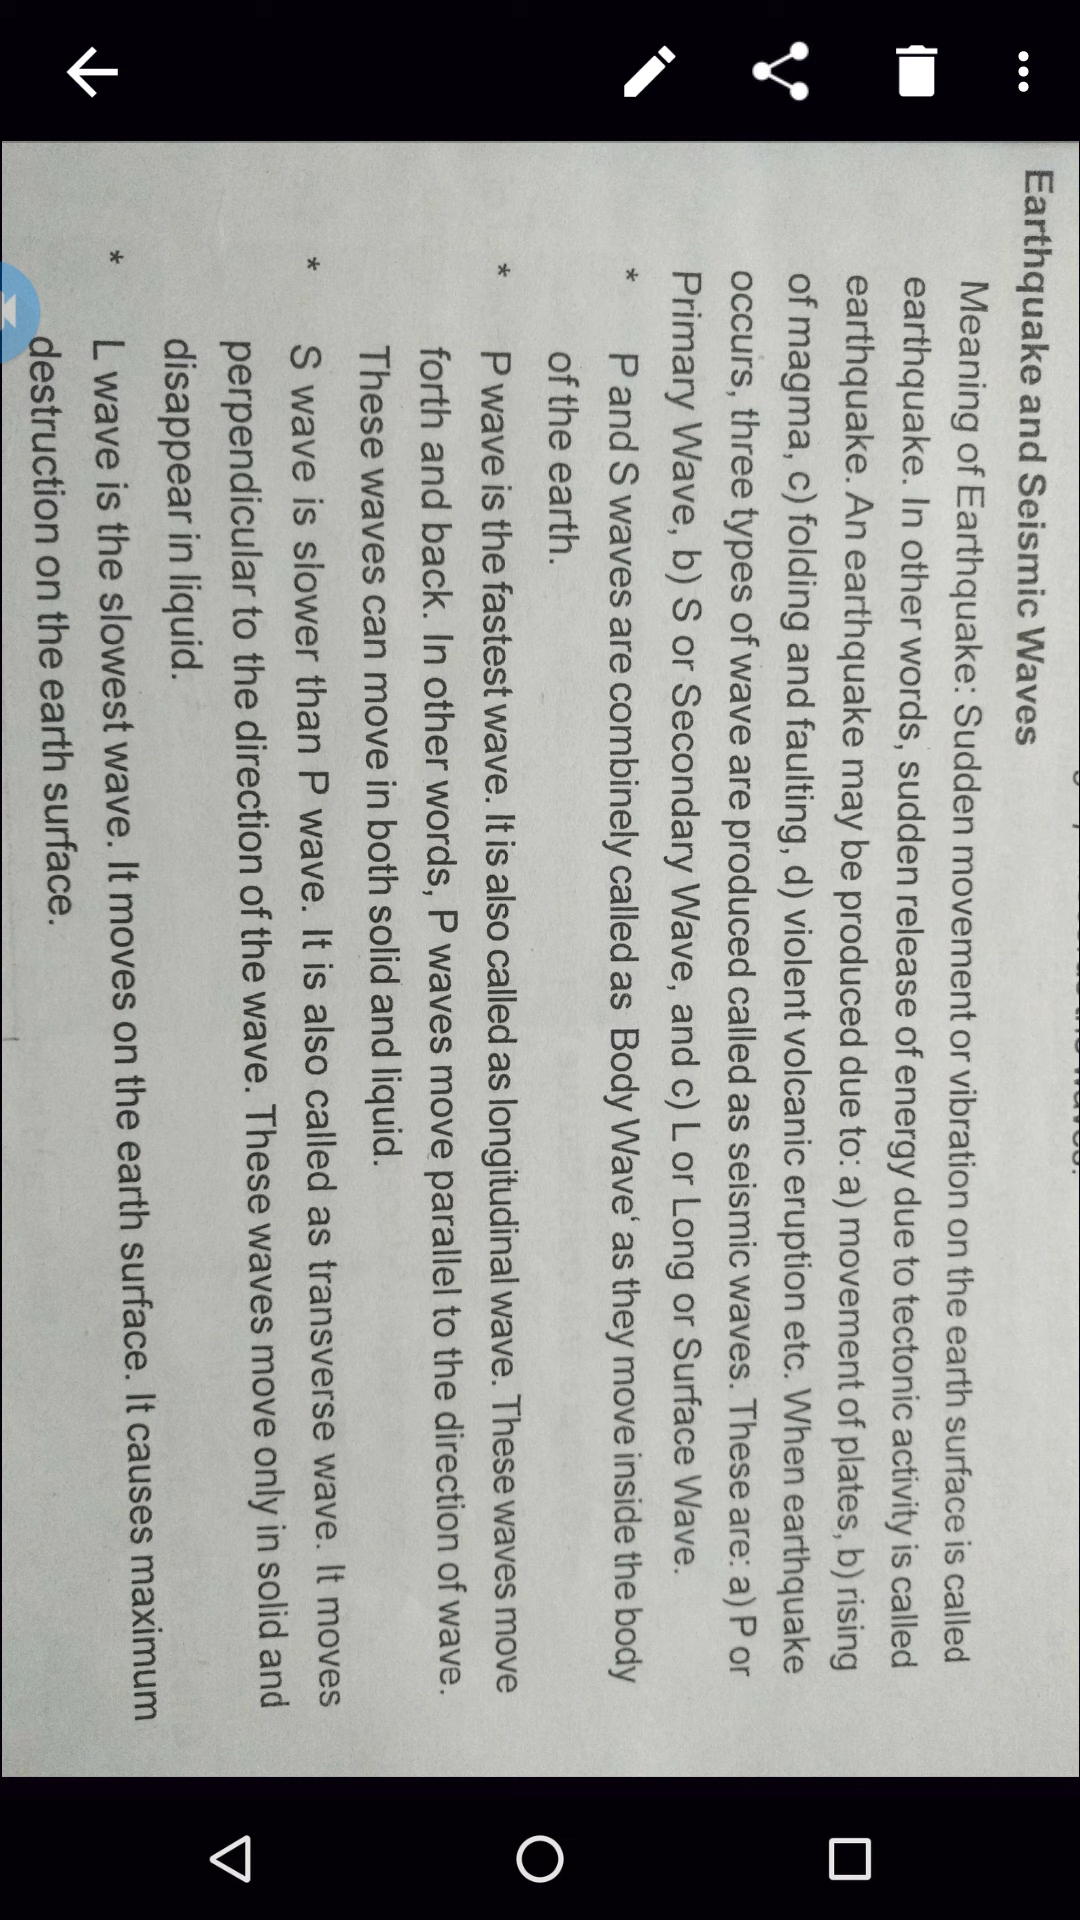 Earthquake and Seismic Waves
Meaning of Earthquake: Sudden movement or vibration on the earth surface is called
earthquake. In other words, sudden release of energy due to tectonic activity is called
earthquake. An earthquake may be produced due to: a) movement of plates, b) rising
of magma, c) folding and faulting, d) violent volcanic eruption etc. When earthquake
occurs, three types of wave are produced called as seismic waves. These are: a) P or
Primary Wave, b) S or Secondary Wave, and c) L or Long or Surface Wave.
* P and S waves are combinely called as Body Wave' as they move inside the body
of the earth.
* P wave is the fastest wave. It is also called as longitudinal wave. These waves move
forth and back. In other words, P waves move parallel to the direction of wave.
These waves can move in both solid and liquid.
* S wave is slower than P wave. It is also called as transverse wave. It moves
perpendicular to the direction of the wave. These waves move only in solid and
disappear in liquid.
* L wave is the slowest wave. It moves on the earth surface. It causes maximum
destruction on the earth surface.